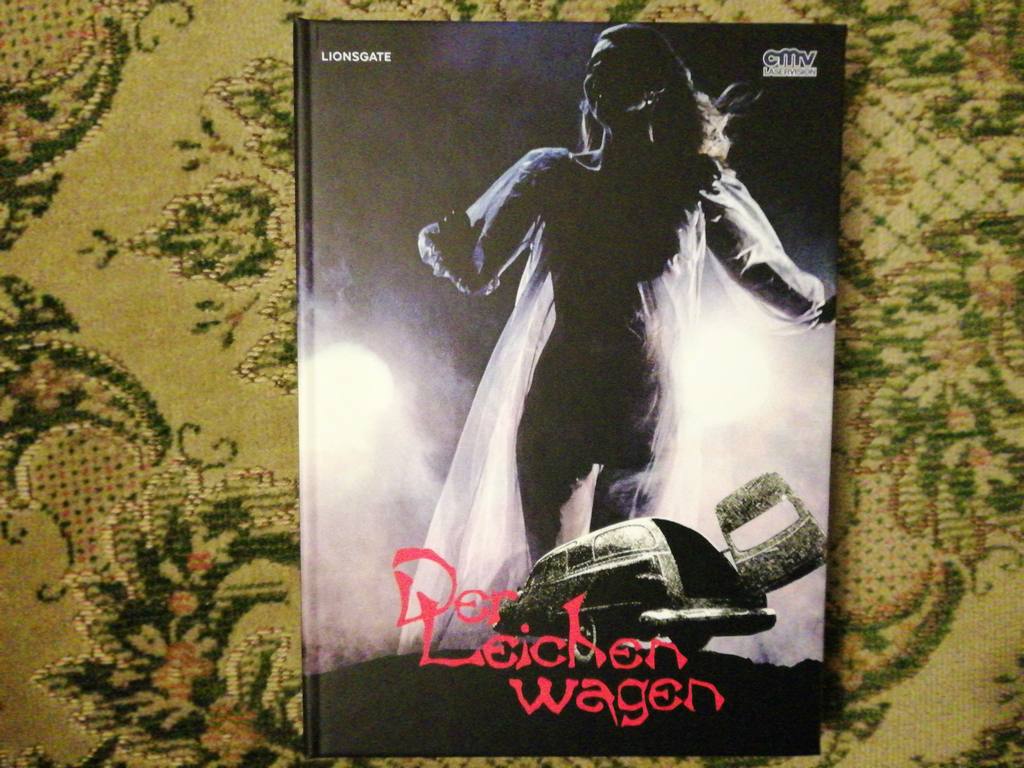 LIONSGATE
cmv
LASERVISION
Der
Leichen
wagen